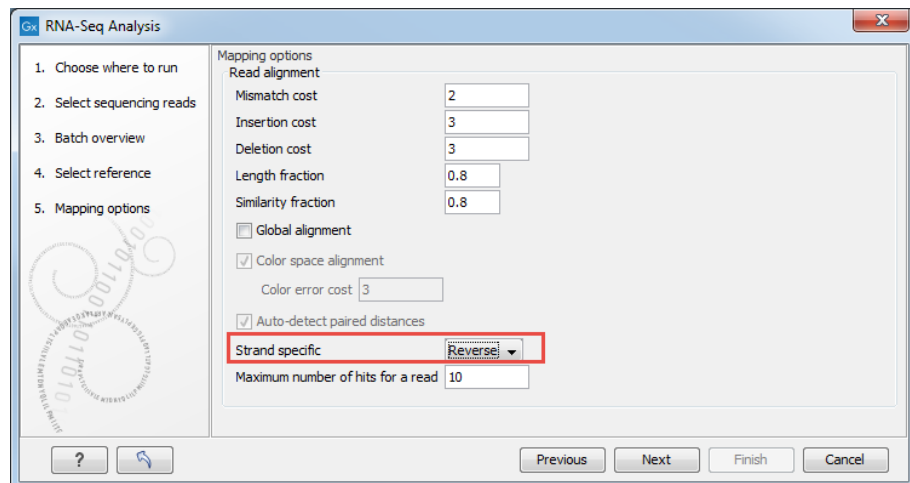 Gx RNA-Seq Analysis
1. Choose where to run
2. Select sequencing reads
3. Batch overview
4. Select reference
5. Mapping options
Mapping options
Read alignment
Mismatch cost 2
Insertion cost 3
Deletion cost 3
Length fraction 0.8
Similarity fraction 0.8
Global alignment
Color space alignment
Color error cost 3
Auto-detect paired distances
Strand specific Reverse
Maximum number of hits for a read 10
? Previous Next Finish Cancel